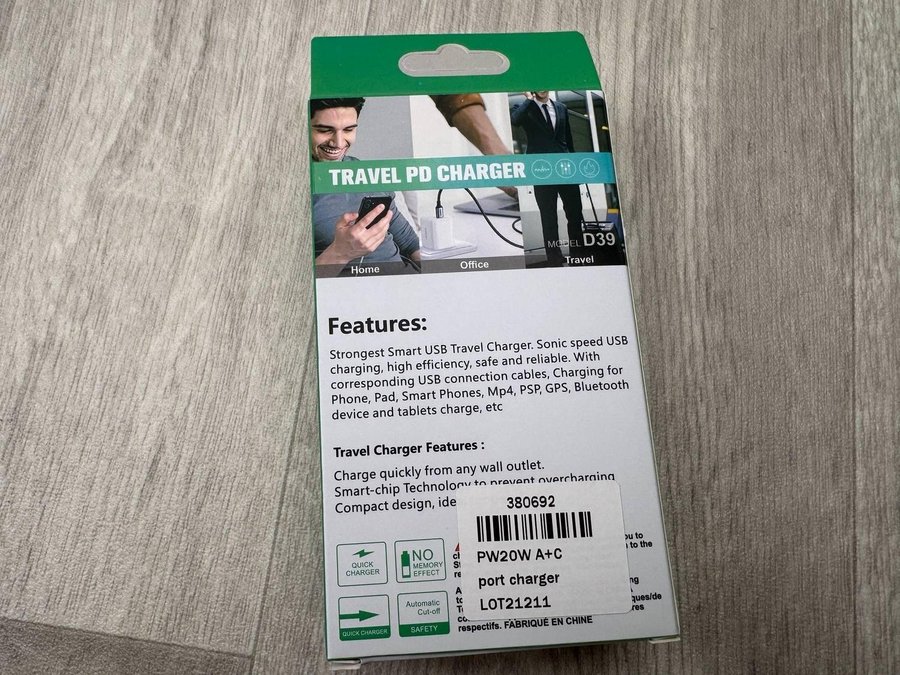 TRAVEL PD CHARGER
MODEL D39
Home
Office
Travel
Features:
Strongest Smart USB Travel Charger. Sonic speed USB
charging, high efficiency, safe and reliable. With
corresponding USB connection cables, Charging for
Phone, Pad, Smart Phones, Mp4, PSP, GPS, Bluetooth
device and tablets charge, etc
Travel Charger Features :
Charge quickly from any wall outlet.
Smart-chip Technology to prevent overcharging
Compact design,
380692
PW20W A+C
port charger
LOT21211
QUICK
CHARGER
NO
MEMORY
EFFECT
QUICK CHARGER
Automatic
Cut-off
SAFETY
to the
respectifs. FABRIQUÉ EN CHINE